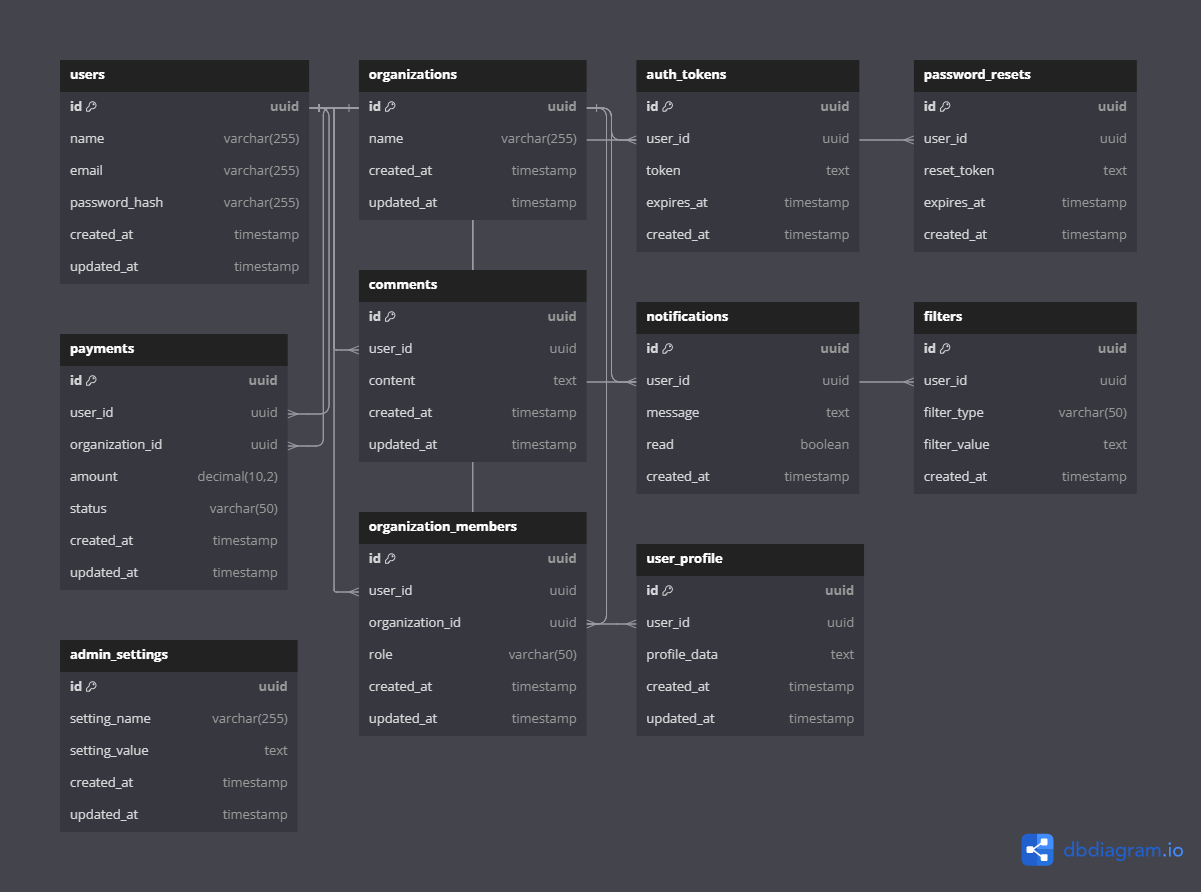 users
id uuid
name varchar(255)
email varchar(255)
password_hash varchar(255)
created_at timestamp
updated_at timestamp
organizations
id uuid
name varchar(255)
created_at timestamp
updated_at timestamp
auth_tokens
id uuid
user_id uuid
token text
expires_at timestamp
created_at timestamp
password_resets
id uuid
user_id uuid
reset_token text
expires_at timestamp
created_at timestamp
payments
id uuid
user_id uuid
organization_id uuid
amount decimal(10,2)
status varchar(50)
created_at timestamp
updated_at timestamp
comments
id uuid
user_id uuid
content text
created_at timestamp
updated_at timestamp
notifications
id uuid
user_id uuid
message text
read boolean
created_at timestamp
filters
id uuid
user_id uuid
filter_type varchar(50)
filter_value text
created_at timestamp
organization_members
id uuid
user_id uuid
organization_id uuid
role varchar(50)
created_at timestamp
updated_at timestamp
user_profile
id uuid
user_id uuid
profile_data text
created_at timestamp
updated_at timestamp
admin_settings
id uuid
setting_name varchar(255)
setting_value text
created_at timestamp
updated_at timestamp
dbdiagram.io